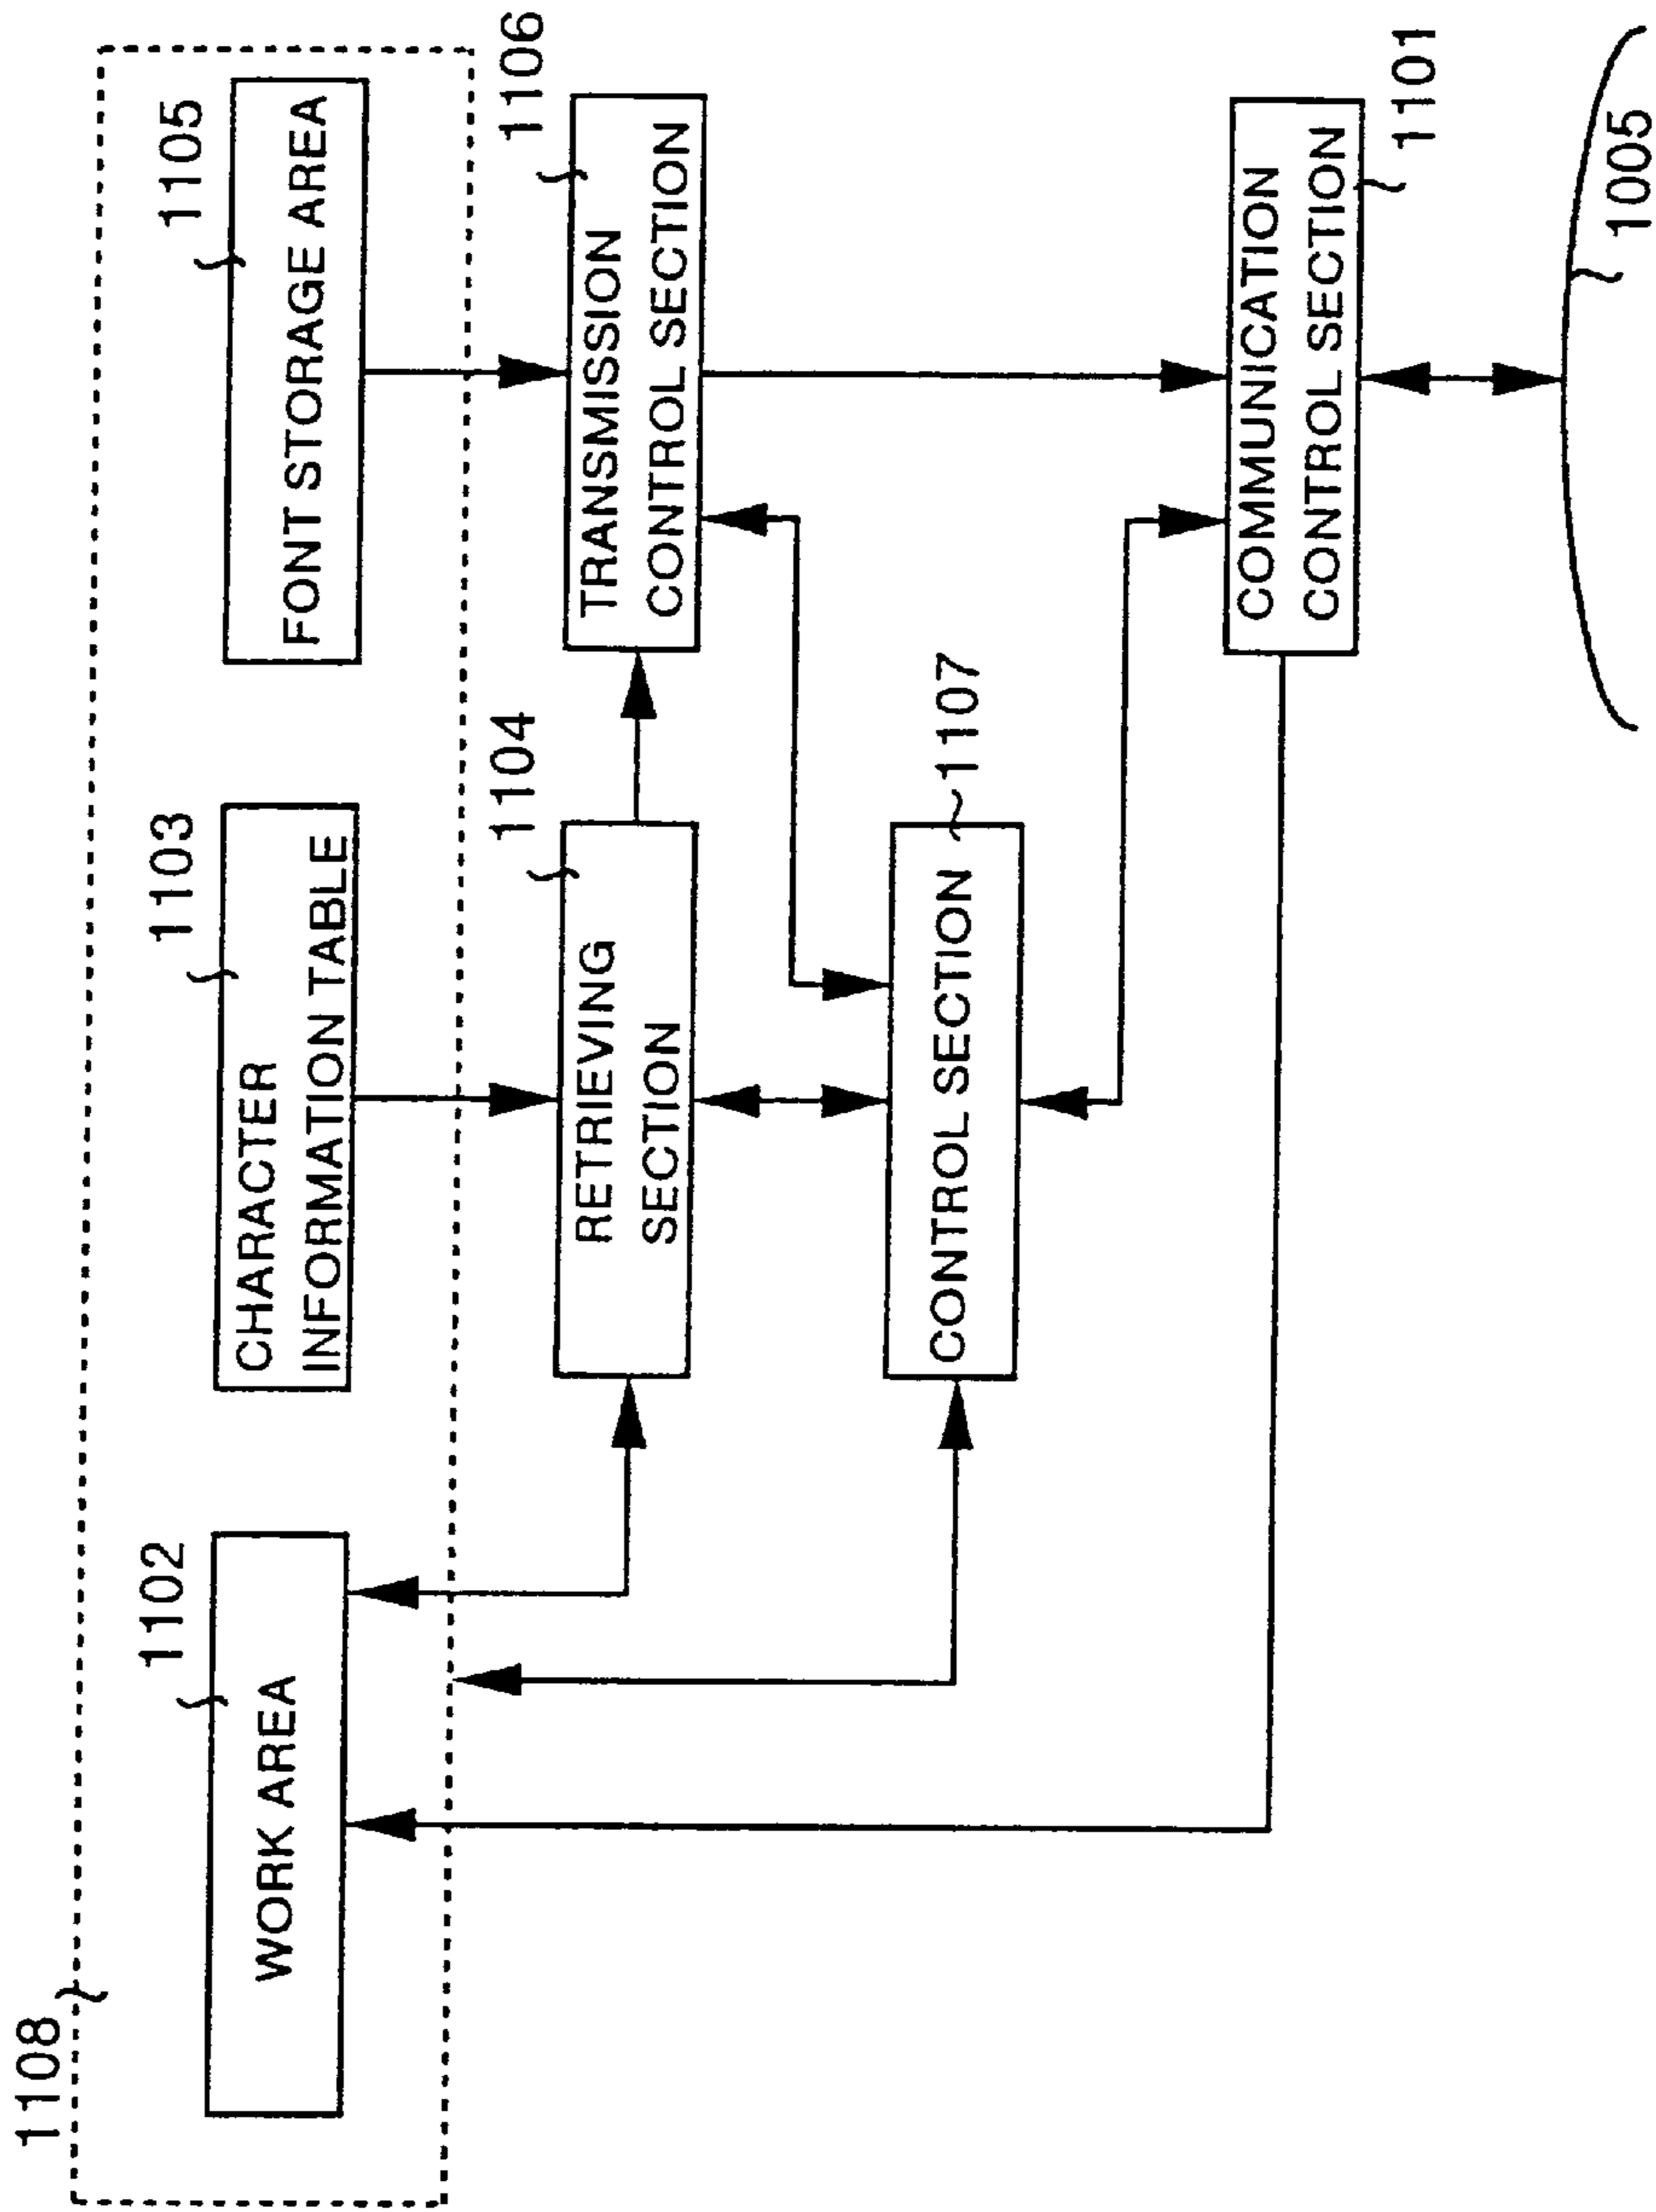 1108
1102
WORK AREA
1103
CHARACTER
INFORMATION TABLE
1105
FONT STORAGE AREA
1104
RETRIEVING
SECTION
1106
TRANSMISSION
CONTROL SECTION
CONTROL SECTION
1107
COMMUNICATION
CONTROL SECTION
1101
1005